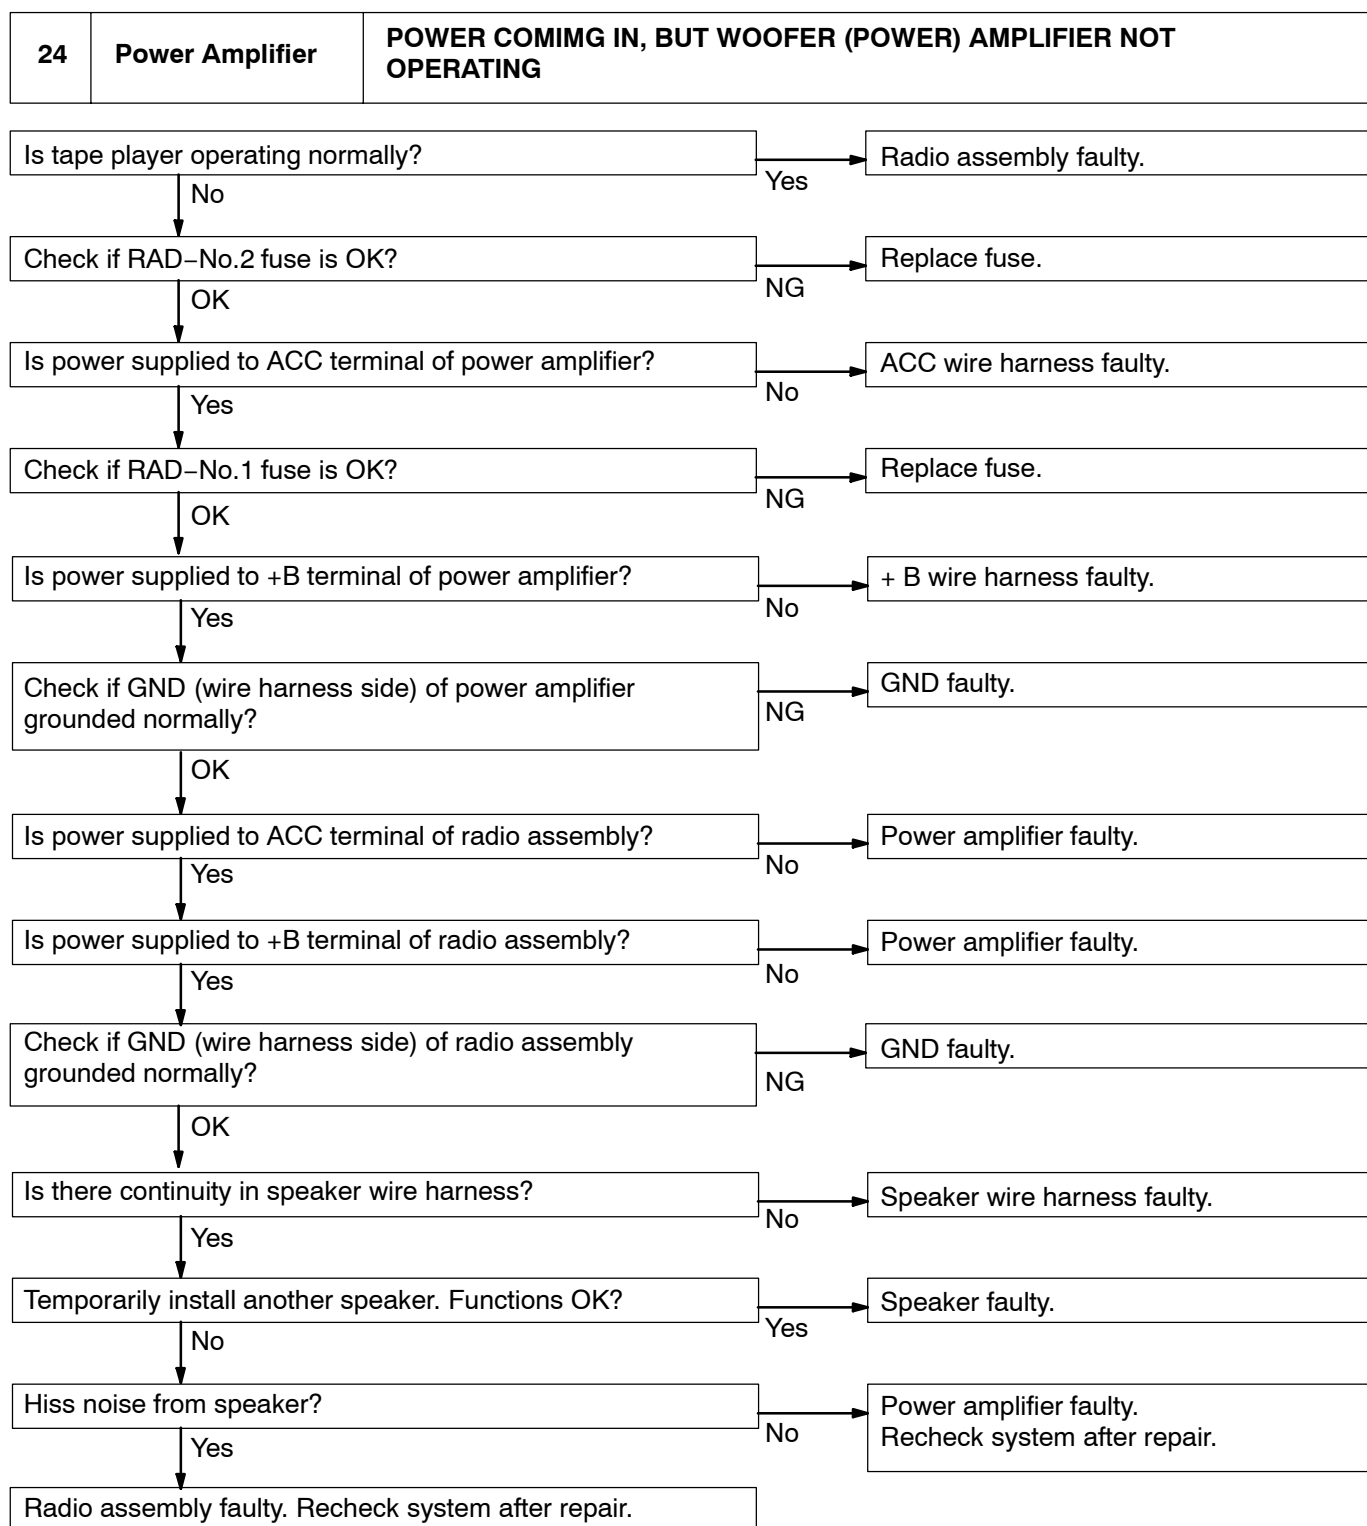 24
Power Amplifier
POWER COMIMG IN, BUT WOOFER (POWER) AMPLIFIER NOT
OPERATING
Is tape player operating normally?
Yes
Radio assembly faulty.
No
Check if RAD−No.2 fuse is OK?
NG
Replace fuse.
OK
Is power supplied to ACC terminal of power amplifier?
No
ACC wire harness faulty.
Yes
Check if RAD−No.1 fuse is OK?
NG
Replace fuse.
OK
Is power supplied to +B terminal of power amplifier?
No
+ B wire harness faulty.
Yes
Check if GND (wire harness side) of power amplifier
grounded normally?
NG
GND faulty.
OK
Is power supplied to ACC terminal of radio assembly?
No
Power amplifier faulty.
Yes
Is power supplied to +B terminal of radio assembly?
No
Power amplifier faulty.
Yes
Check if GND (wire harness side) of radio assembly
grounded normally?
NG
GND faulty.
OK
Is there continuity in speaker wire harness?
No
Speaker wire harness faulty.
Yes
Temporarily install another speaker. Functions OK?
Yes
Speaker faulty.
No
Hiss noise from speaker?
No
Power amplifier faulty.
Recheck system after repair.
Yes
Radio assembly faulty. Recheck system after repair.